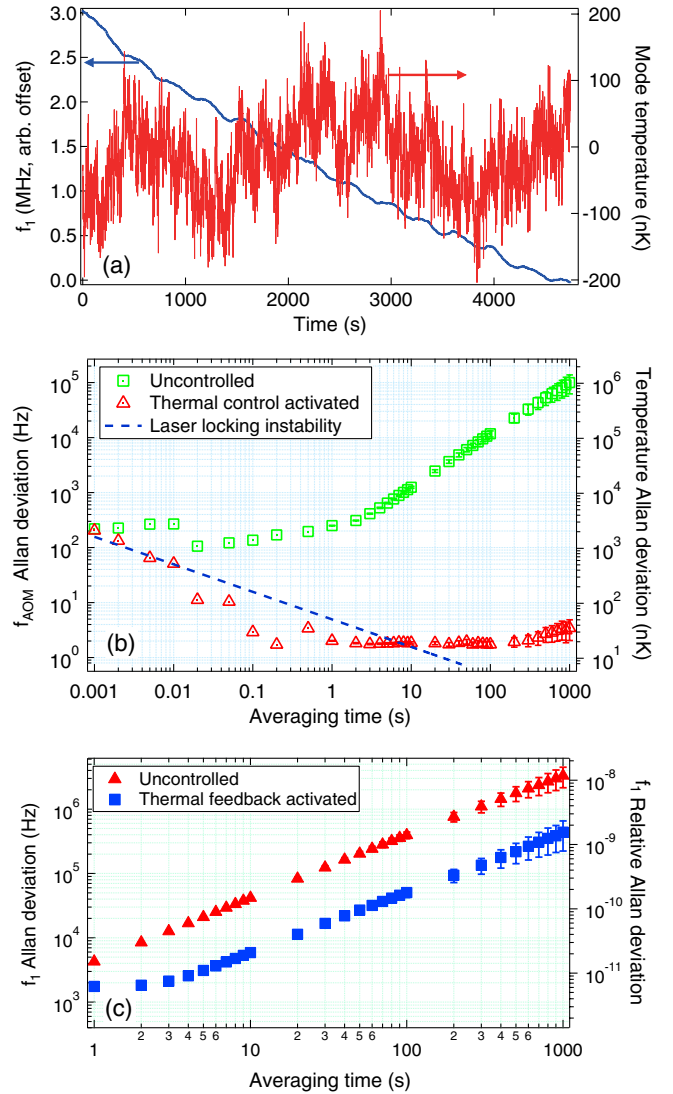 3.0
2.5
2.0
1.5
1.0
0.5
0.0
f1 (MHz, arb. offset)
200
100
0
-100
-200
Mode temperature (nK)
(a)
0
1000
2000
3000
4000
Time (s)
10^5
10^4
10^3
10^2
10^1
10^0
fAOM Allan deviation (Hz)
Uncontrolled
Thermal control activated
Laser locking instability
10^6
10^5
10^4
10^3
10^2
10^1
Temperature Allan deviation (nK)
(b)
0.001
0.01
0.1
1
10
100
1000
Averaging time (s)
10^6
10^5
10^4
10^3
f1 Allan deviation (Hz)
Uncontrolled
Thermal feedback activated
10^-8
10^-9
10^-10
10^-11
f1 Relative Allan deviation
(c)
1 2 3 4 5 6 10 2 3 4 5 6 100 2 3 4 5 6 1000
Averaging time (s)